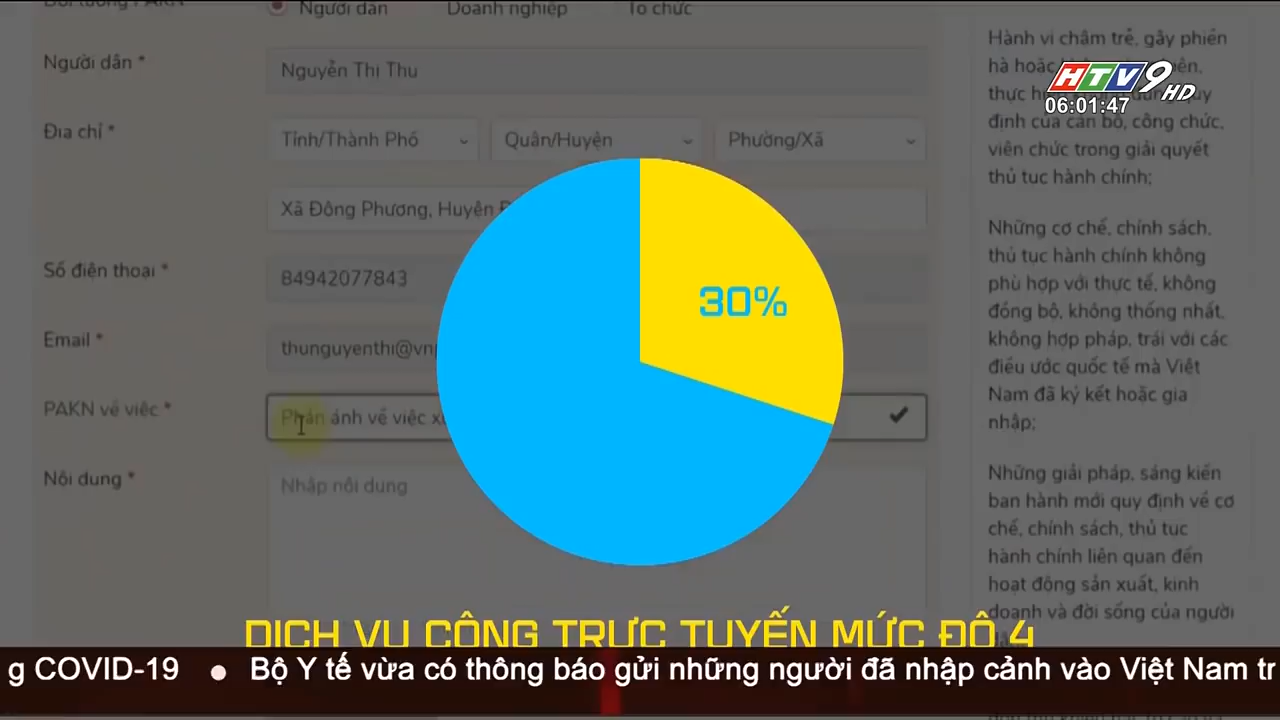 Người dân Doanh nghiệp Tổ chức
Người dân * Nguyễn Thị Thu
Địa chỉ * Tỉnh/Thành Phố Quận/Huyện Phường/Xã
Xã Đông Phương, Huyện
Số điện thoại * 84942077843
Email * thunguyenthi@vn
PAKN về việc * Phản ánh về việc
Nội dung * Nhập nội dung
Hành vi chậm trễ, gây phiền
hà hoặc
thực
định của cán bộ, công chức,
viên chức trong giải quyết
thủ tục hành chính;
Những cơ chế, chính sách,
thủ tục hành chính không
phù hợp với thực tế, không
đồng bộ, không thống nhất,
không hợp pháp, trái với các
điều ước quốc tế mà Việt
Nam đã ký kết hoặc gia
nhập;
Những giải pháp, sáng kiến
ban hành mới quy định về cơ
chế, chính sách, thủ tục
hành chính liên quan đến
hoạt động sản xuất, kinh
doanh và đời sống của người
HTV9 HD
06:01:47
30%
DỊCH VỤ CÔNG TRỰC TUYẾN MỨC ĐỘ 4
g COVID-19 ● Bộ Y tế vừa có thông báo gửi những người đã nhập cảnh vào Việt Nam tr